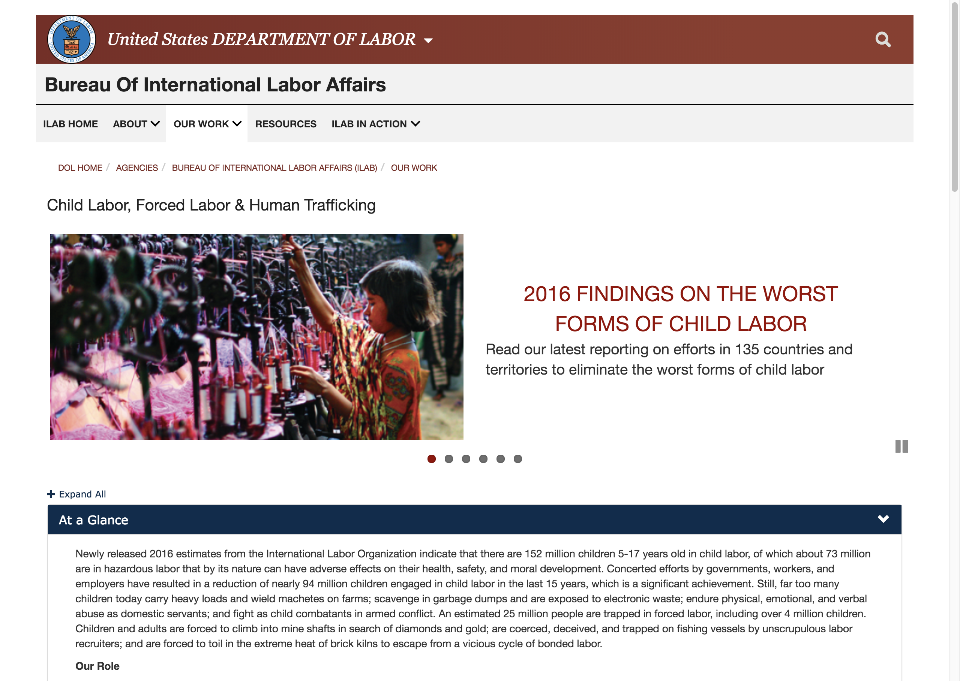 United States DEPARTMENT OF LABOR
Bureau Of International Labor Affairs
ILAB HOME ABOUT OUR WORK RESOURCES ILAB IN ACTION
DOL HOME / AGENCIES / BUREAU OF INTERNATIONAL LABOR AFFAIRS (ILAB) / OUR WORK
Child Labor, Forced Labor & Human Trafficking
2016 FINDINGS ON THE WORST
FORMS OF CHILD LABOR
Read our latest reporting on efforts in 135 countries and
territories to eliminate the worst forms of child labor
Expand All
At a Glance
Newly released 2016 estimates from the International Labor Organization indicate that there are 152 million children 5-17 years old in child labor, of which about 73 million
are in hazardous labor that by its nature can have adverse effects on their health, safety, and moral development. Concerted efforts by governments, workers, and
employers have resulted in a reduction of nearly 94 million children engaged in child labor in the last 15 years, which is a significant achievement. Still, far too many
children today carry heavy loads and wield machetes on farms; scavenge in garbage dumps and are exposed to electronic waste; endure physical, emotional, and verbal
abuse as domestic servants; and fight as child combatants in armed conflict. An estimated 25 million people are trapped in forced labor, including over 4 million children.
Children and adults are forced to climb into mine shafts in search of diamonds and gold; are coerced, deceived, and trapped on fishing vessels by unscrupulous labor
recruiters; and are forced to toil in the extreme heat of brick kilns to escape from a vicious cycle of bonded labor.
Our Role